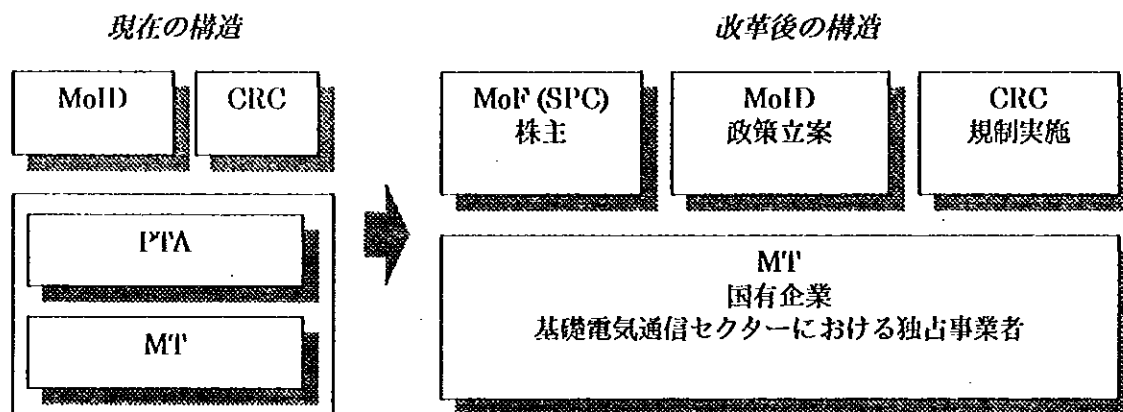 現在の構造
MoID
CRC
PTA
MT
改革後の構造
MoF (SPC)
株主
MoID
政策立案
CRC
規制実施
MT
国有企業
基礎電気通信セクターにおける独占事業者